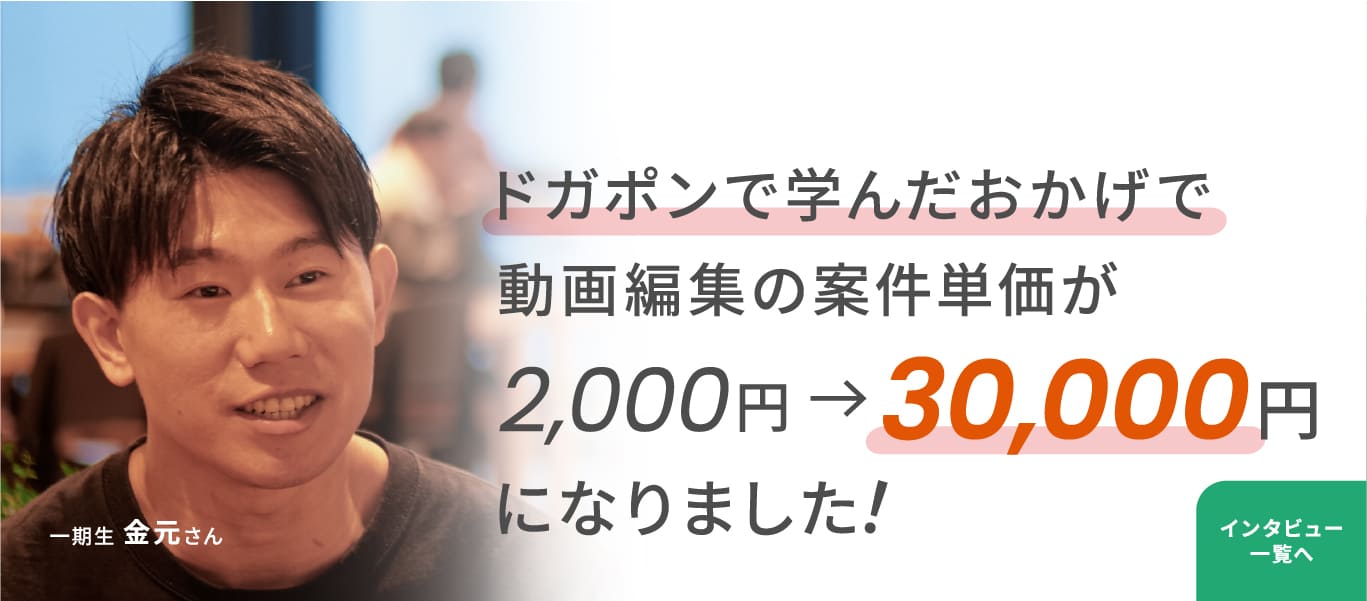 ドガポンで学んだおかげで
動画編集の案件単価が
2,000円→30,000円
になりました!
一期生 金元さん
インタビュー
一覧へ